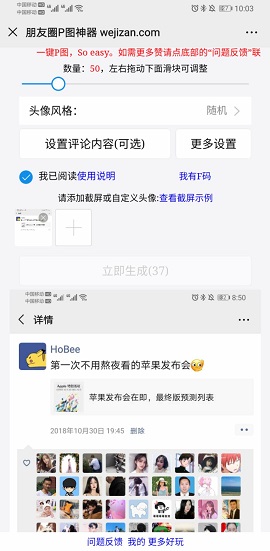 中国移动
中国移动
10:03
朋友圈P图神器 wejizan.com
一键P图，So easy。如需更多赞请点底部的"问题反馈"联
数量：50，左右拖动下面滑块可调整
头像风格：
随机
设置评论内容(可选)
更多设置
我已阅读使用说明
我有F码
请添加截屏或自定义头像:查看截屏示例
立即生成(37)
中国移动
中国移动
8:50
详情
HoBee
第一次不用熬夜看的苹果发布会
苹果发布会在即，最终版预测列表
2018年10月30日 19:45 删除
问题反馈 我的 更多好玩